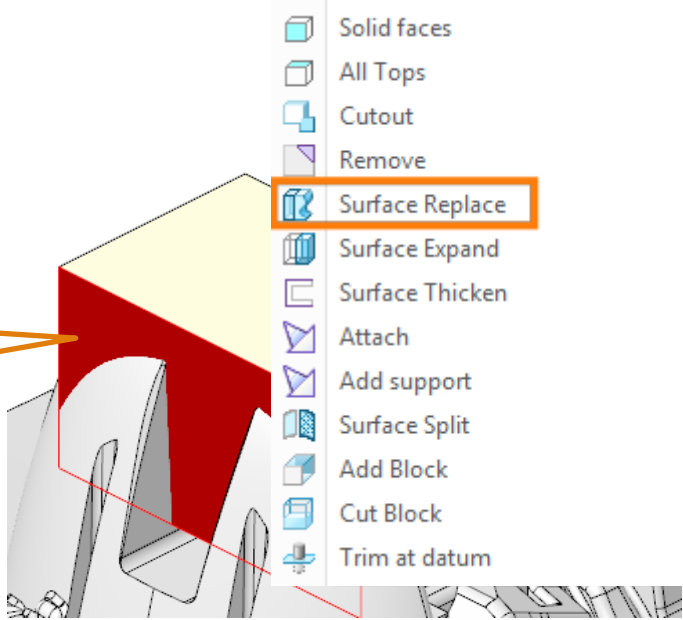 Solid faces
All Tops
Cutout
Remove
Surface Replace
Surface Expand
Surface Thicken
Attach
Add support
Surface Split
Add Block
Cut Block
Trim at datum